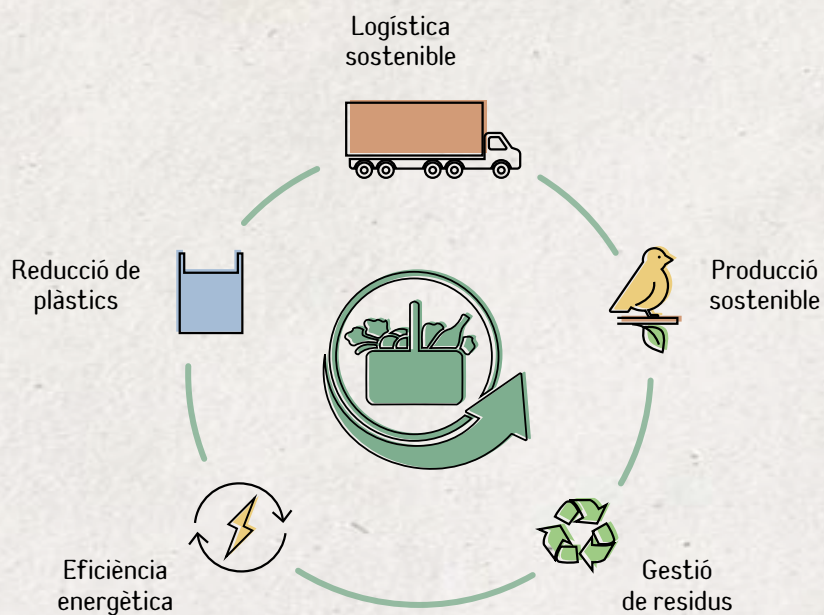 Logística
sostenible
Reducció de
plàstics
Producció
sostenible
Eficiència
energètica
Gestió
de residus